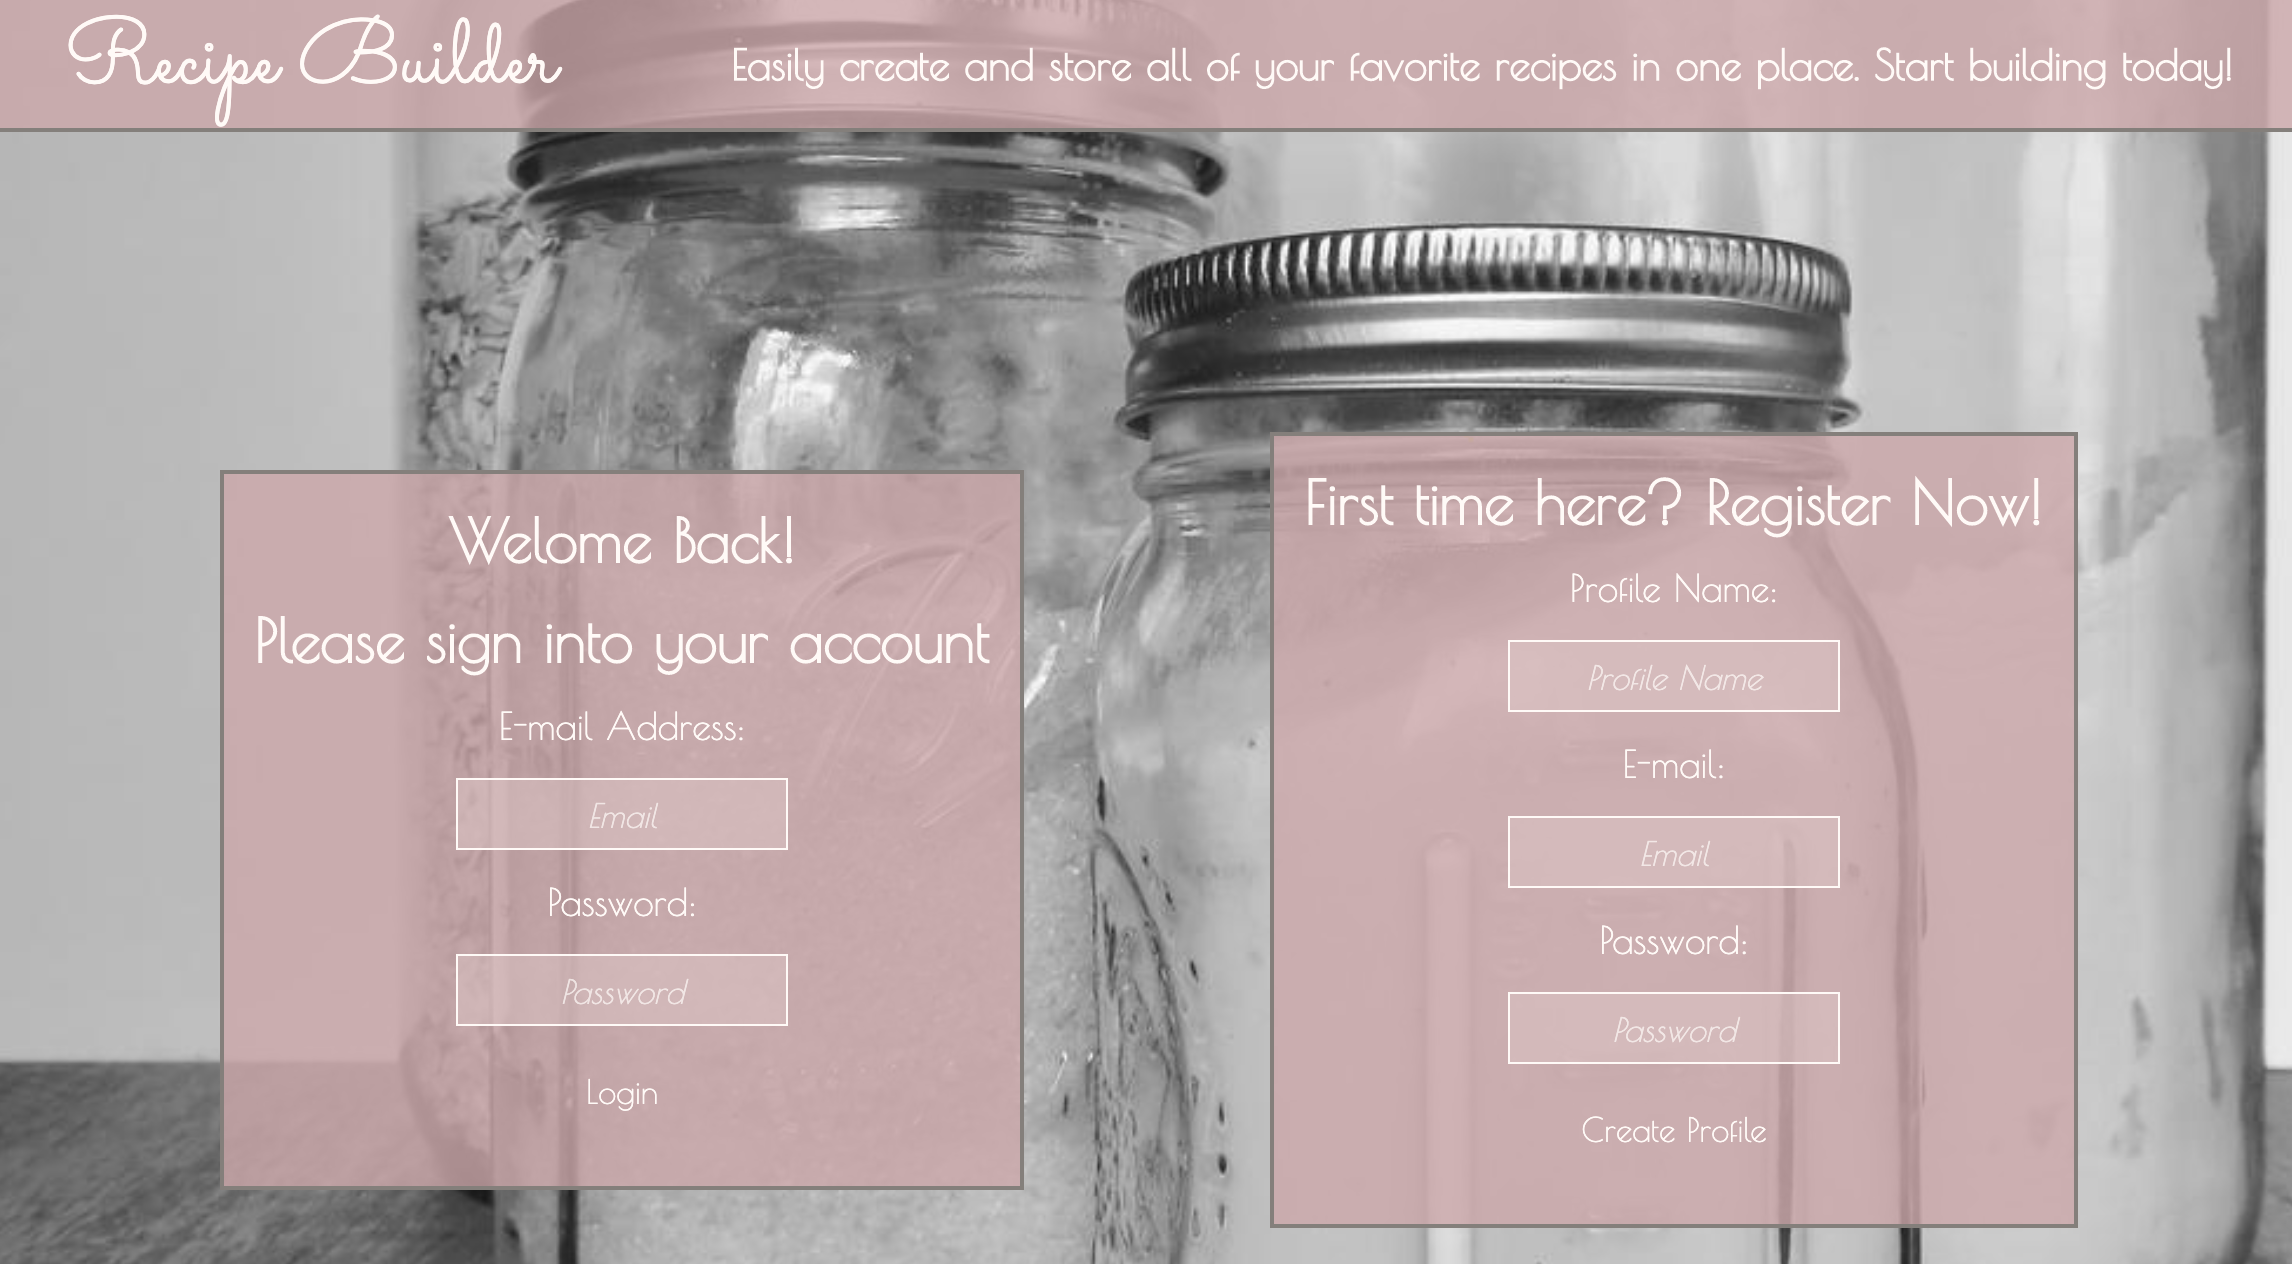 Recipe Builder
Easily create and store all of your favorite recipes in one place. Start building today!
Welome Back!
Please sign into your account
E-mail Address:
Email
Password:
Password
Login
First time here? Register Now!
Profile Name:
Profile Name
E-mail:
Email
Password:
Password
Create Profile